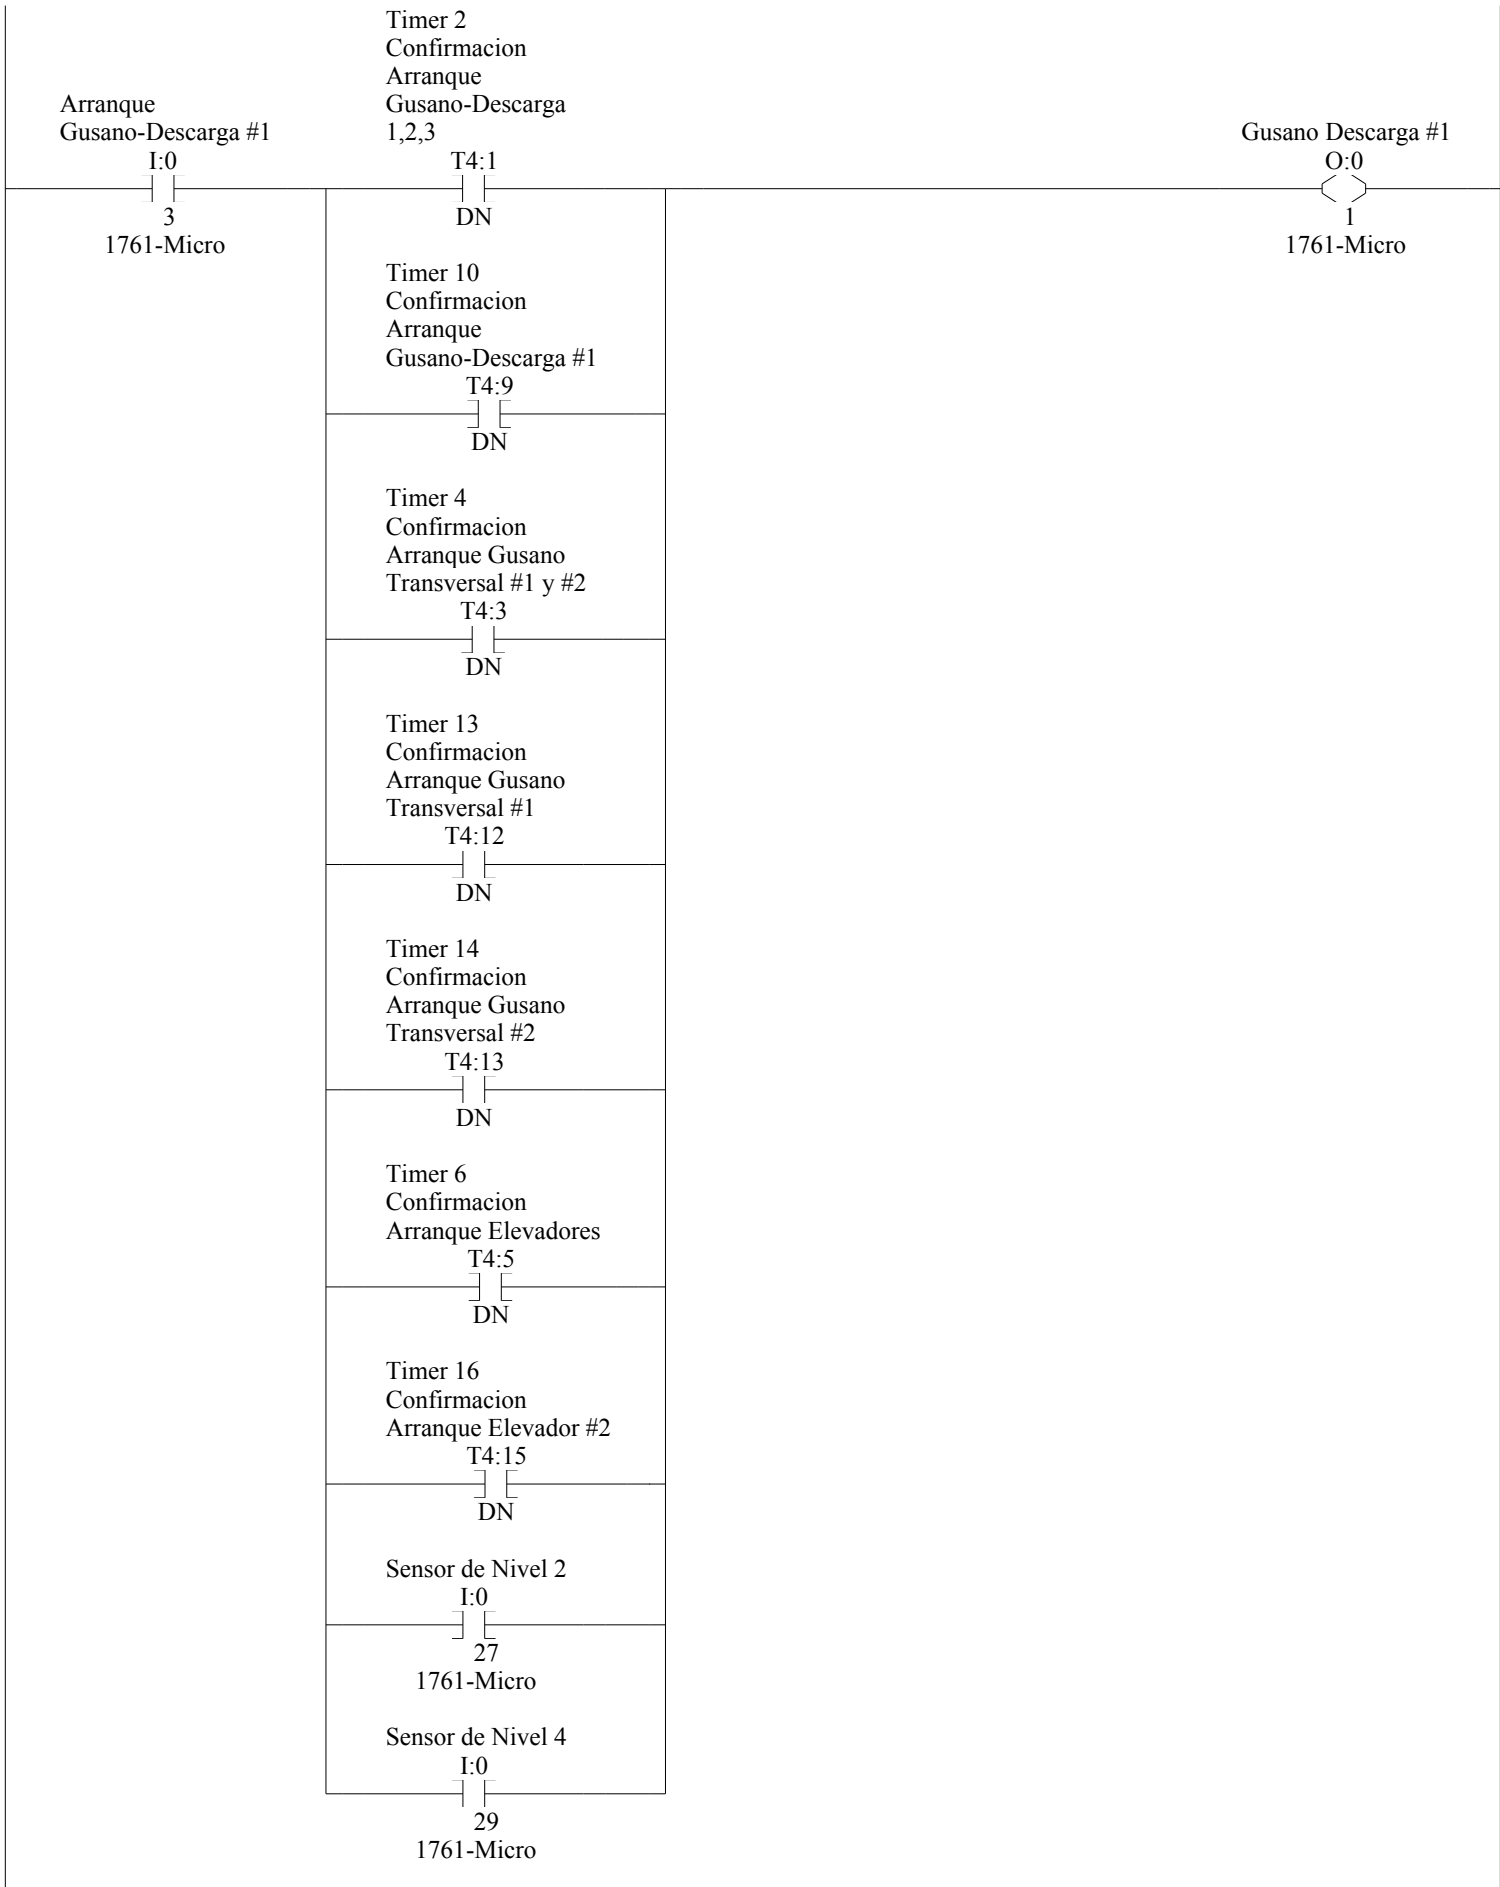 Timer 2
Confirmacion
Arranque
Gusano-Descarga
1,2,3
T4:1
DN
Arranque
Gusano-Descarga #1
I:0
3
1761-Micro
Gusano Descarga #1
O:0
1
1761-Micro
Timer 10
Confirmacion
Arranque
Gusano-Descarga #1
T4:9
DN
Timer 4
Confirmacion
Arranque Gusano
Transversal #1 y #2
T4:3
DN
Timer 13
Confirmacion
Arranque Gusano
Transversal #1
T4:12
DN
Timer 14
Confirmacion
Arranque Gusano
Transversal #2
T4:13
DN
Timer 6
Confirmacion
Arranque Elevadores
T4:5
DN
Timer 16
Confirmacion
Arranque Elevador #2
T4:15
DN
Sensor de Nivel 2
I:0
27
1761-Micro
Sensor de Nivel 4
I:0
29
1761-Micro